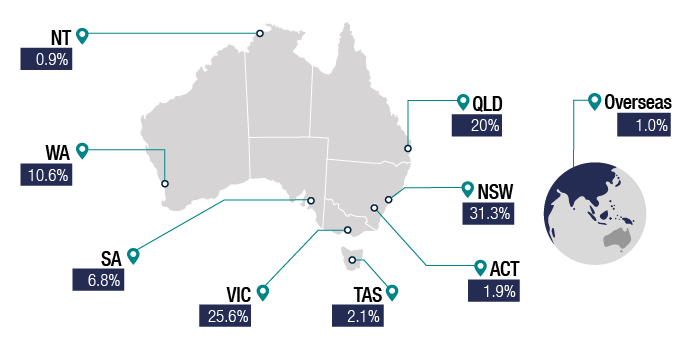 NT
0.9%
WA
10.6%
SA
6.8%
VIC
25.6%
TAS
2.1%
QLD
20%
NSW
31.3%
ACT
1.9%
Overseas
1.0%